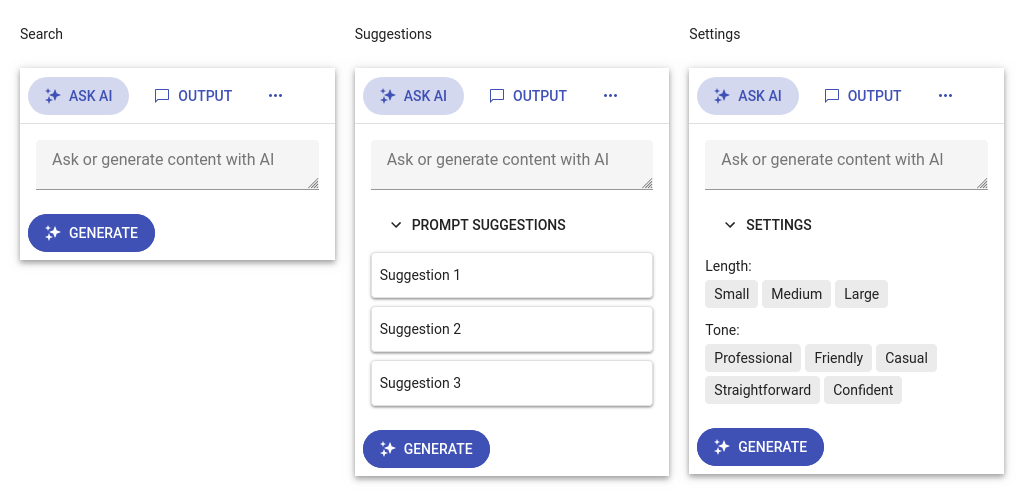 Search
ASK AI
OUTPUT
Ask or generate content with AI
GENERATE
Suggestions
ASK AI
OUTPUT
Ask or generate content with AI
PROMPT SUGGESTIONS
Suggestion 1
Suggestion 2
Suggestion 3
GENERATE
Settings
ASK AI
OUTPUT
Ask or generate content with AI
SETTINGS
Length:
Small Medium Large
Tone:
Professional Friendly Casual
Straightforward Confident
GENERATE